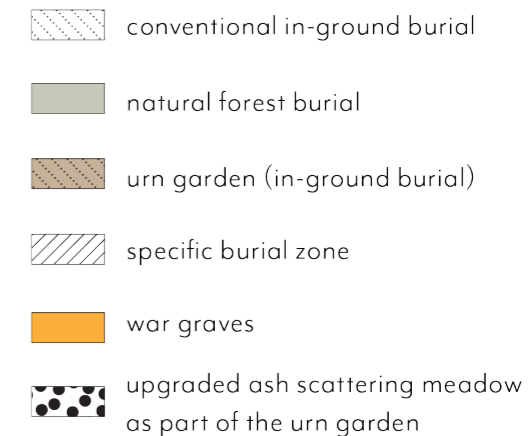 conventional in-ground burial
natural forest burial
urn garden (in-ground burial)
specific burial zone
war graves
upgraded ash scattering meadow
as part of the urn garden